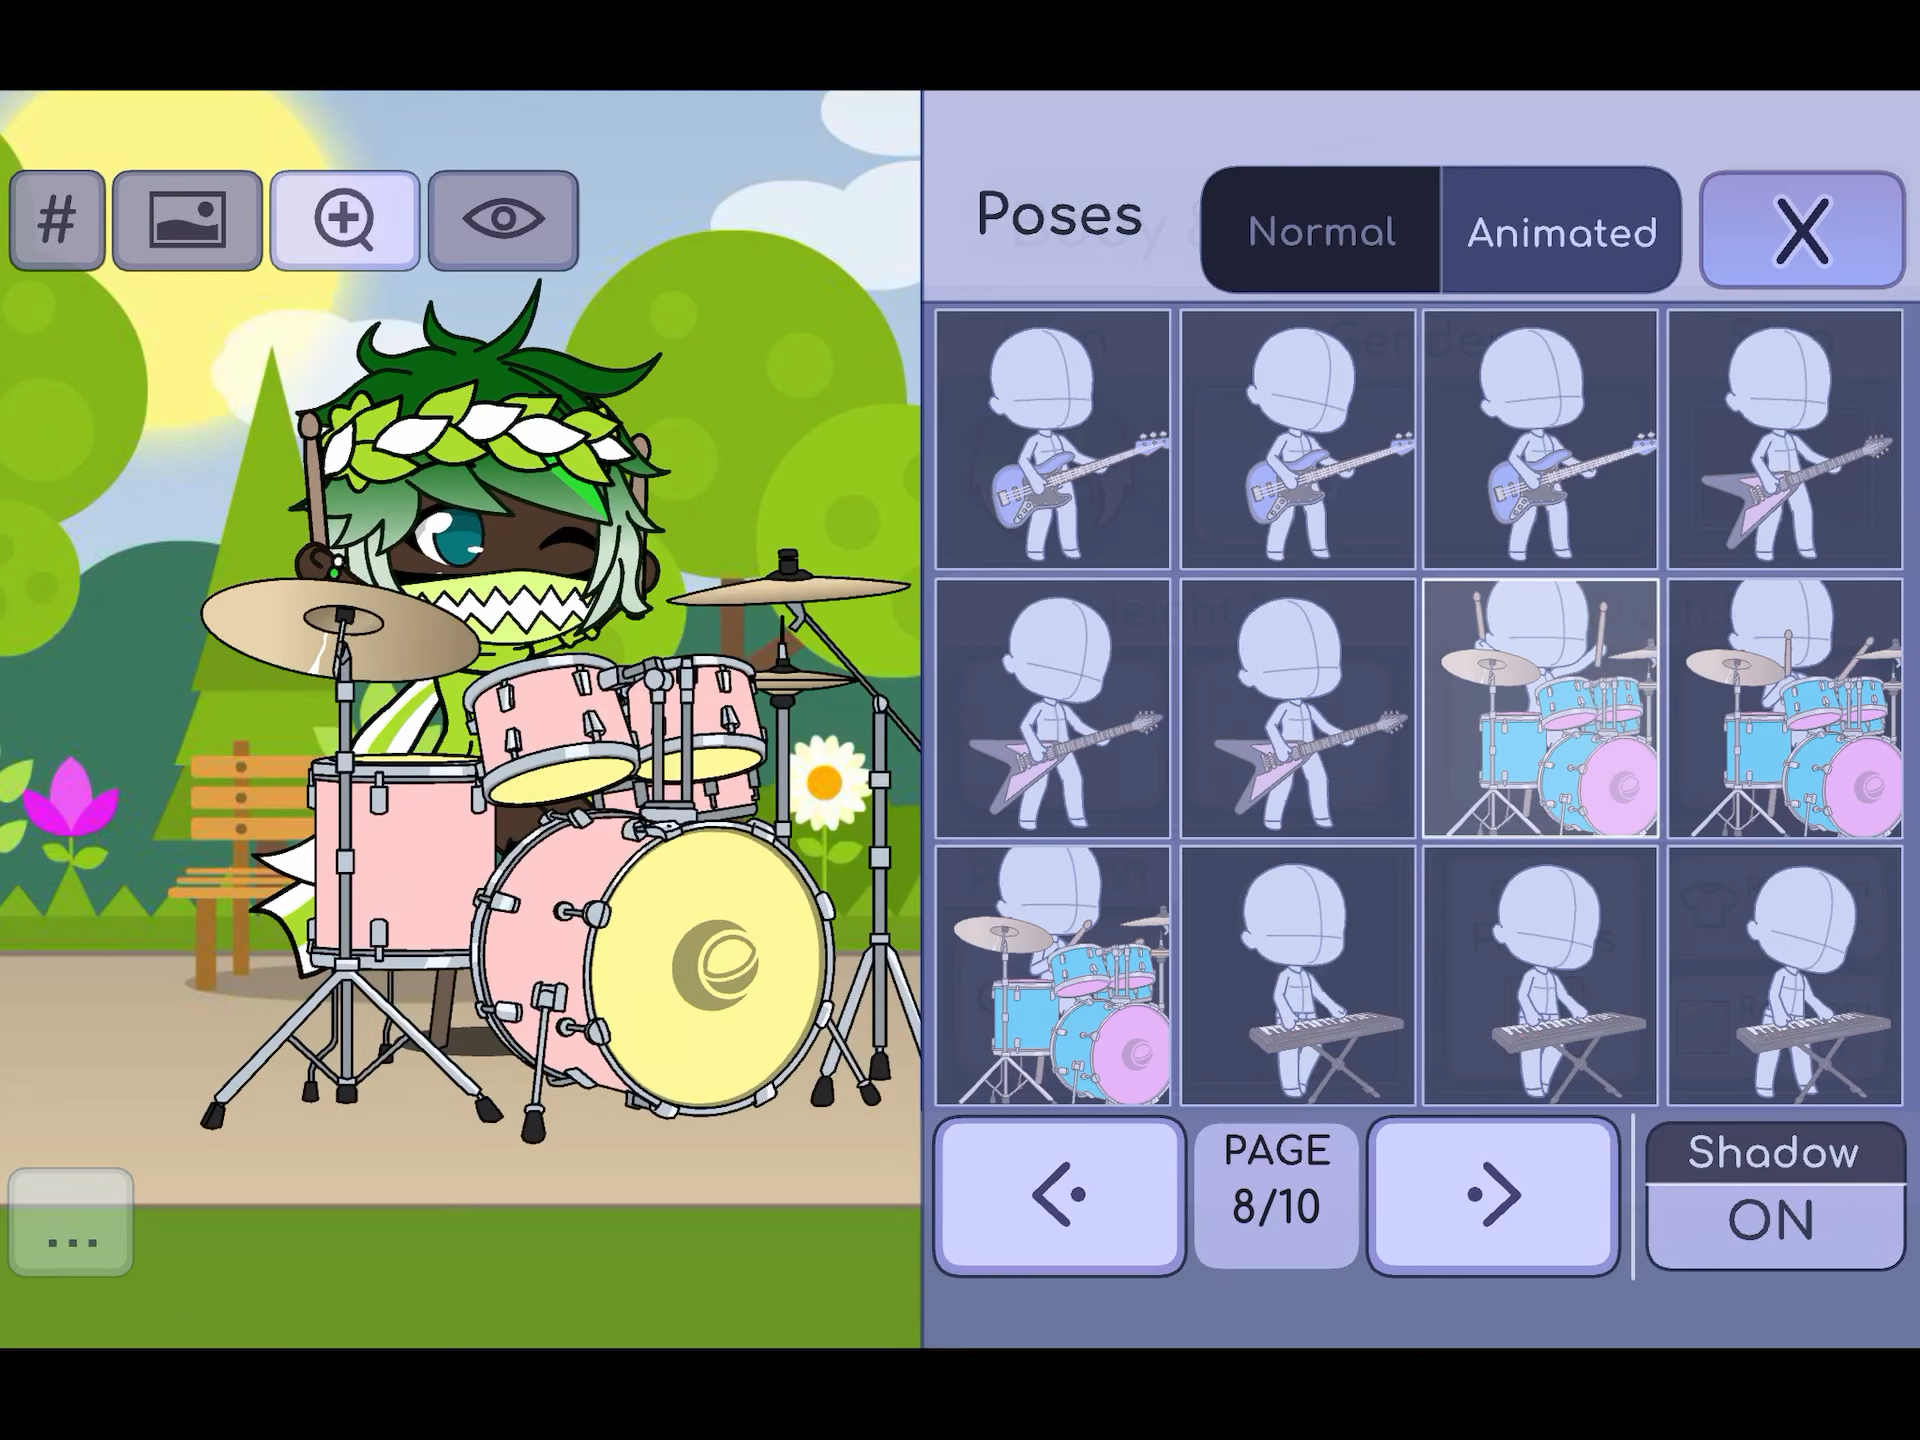 #
Poses
Normal
Animated
X
PAGE
8/10
Shadow
ON
...